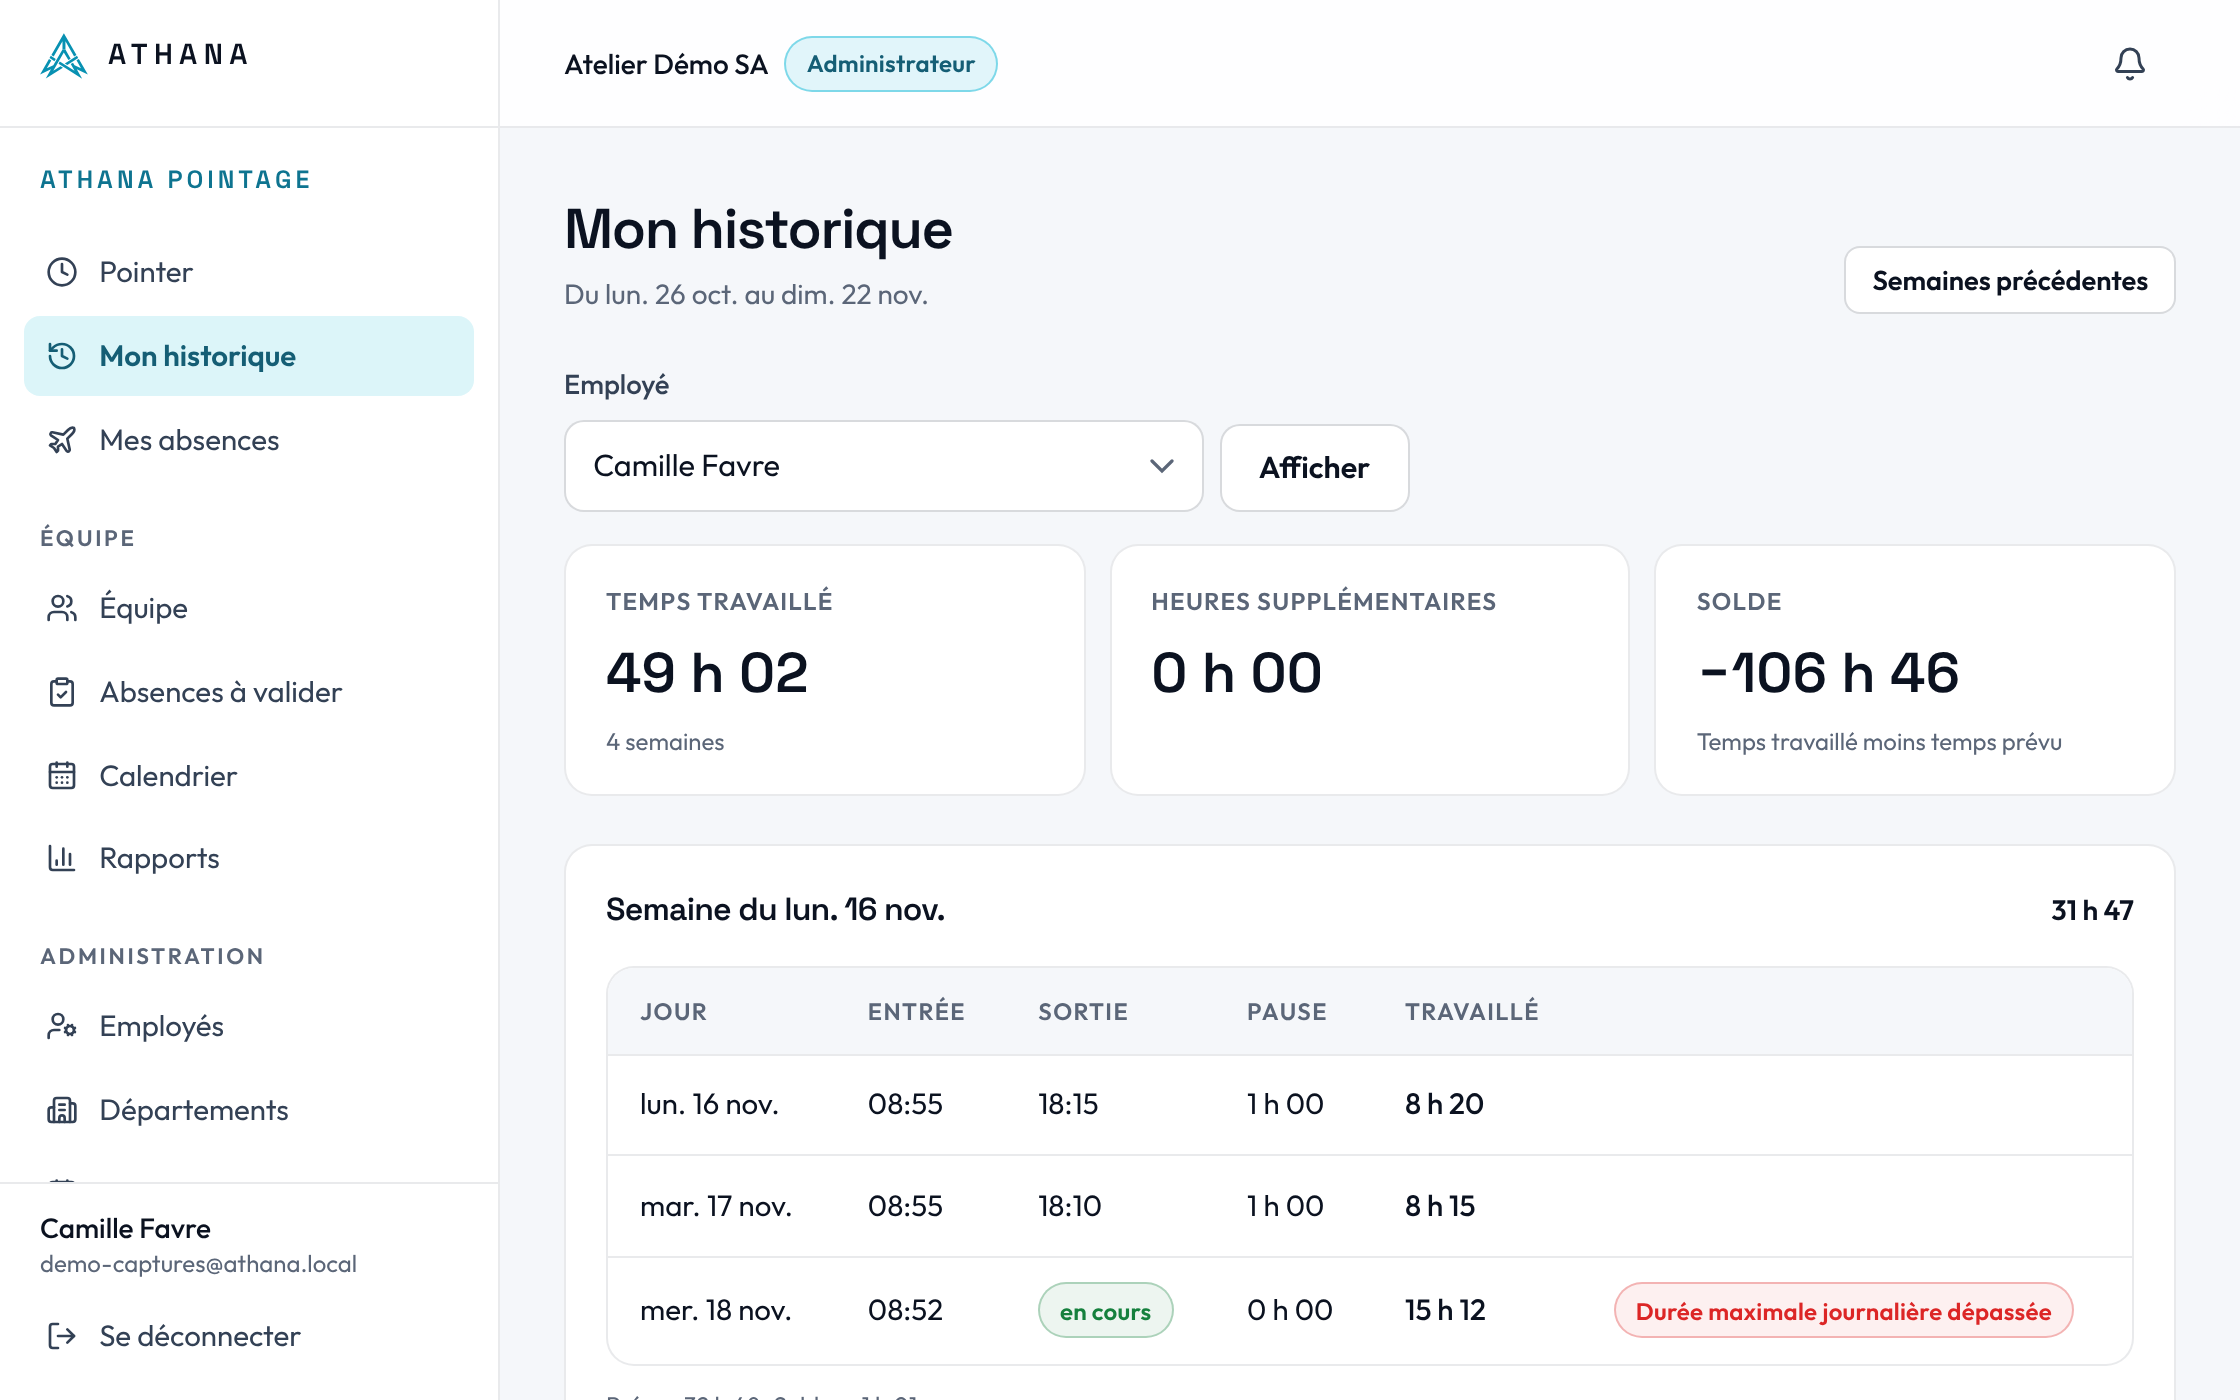 ATHANA
Atelier Démo SA
Administrateur
ATHANA POINTAGE
Pointer
Mon historique
Mes absences
ÉQUIPE
Équipe
Absences à valider
Calendrier
Rapports
ADMINISTRATION
Employés
Départements
Camille Favre
demo-captures@athana.local
Se déconnecter
Mon historique
Du lun. 26 oct. au dim. 22 nov.
Semaines précédentes
Employé
Camille Favre
Afficher
TEMPS TRAVAILLÉ
49 h 02
4 semaines
HEURES SUPPLÉMENTAIRES
0 h 00
SOLDE
−106 h 46
Temps travaillé moins temps prévu
Semaine du lun. 16 nov.
31 h 47
JOUR ENTRÉE SORTIE PAUSE TRAVAILLÉ
lun. 16 nov. 08:55 18:15 1 h 00 8 h 20
mar. 17 nov. 08:55 18:10 1 h 00 8 h 15
mer. 18 nov. 08:52 en cours 0 h 00 15 h 12 Durée maximale journalière dépassée